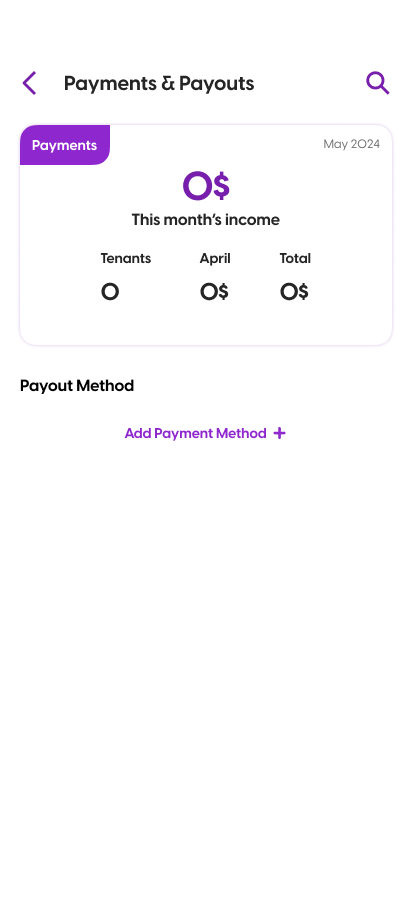 Payments & Payouts
Payments
May 2024
0$
This month's income
Tenants April Total
0 0$ 0$
Payout Method
Add Payment Method +